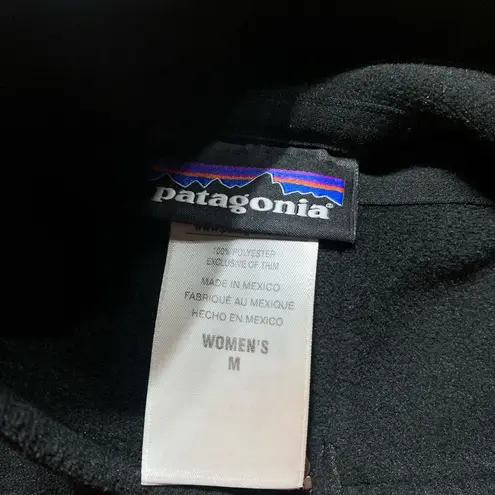 patagonia®
100% POLYESTER
EXCLUSIVE OF TRIM
MADE IN MEXICO
FABRIQUÉ AU MEXIQUE
HECHO EN MEXICO
WOMEN'S
M